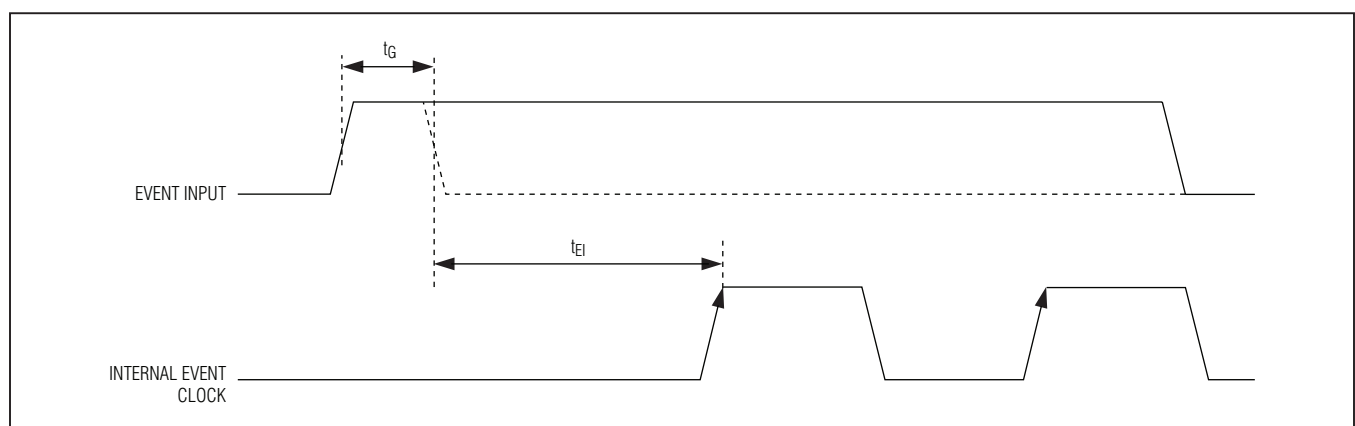 tG
EVENT INPUT
tEI
INTERNAL EVENT
CLOCK